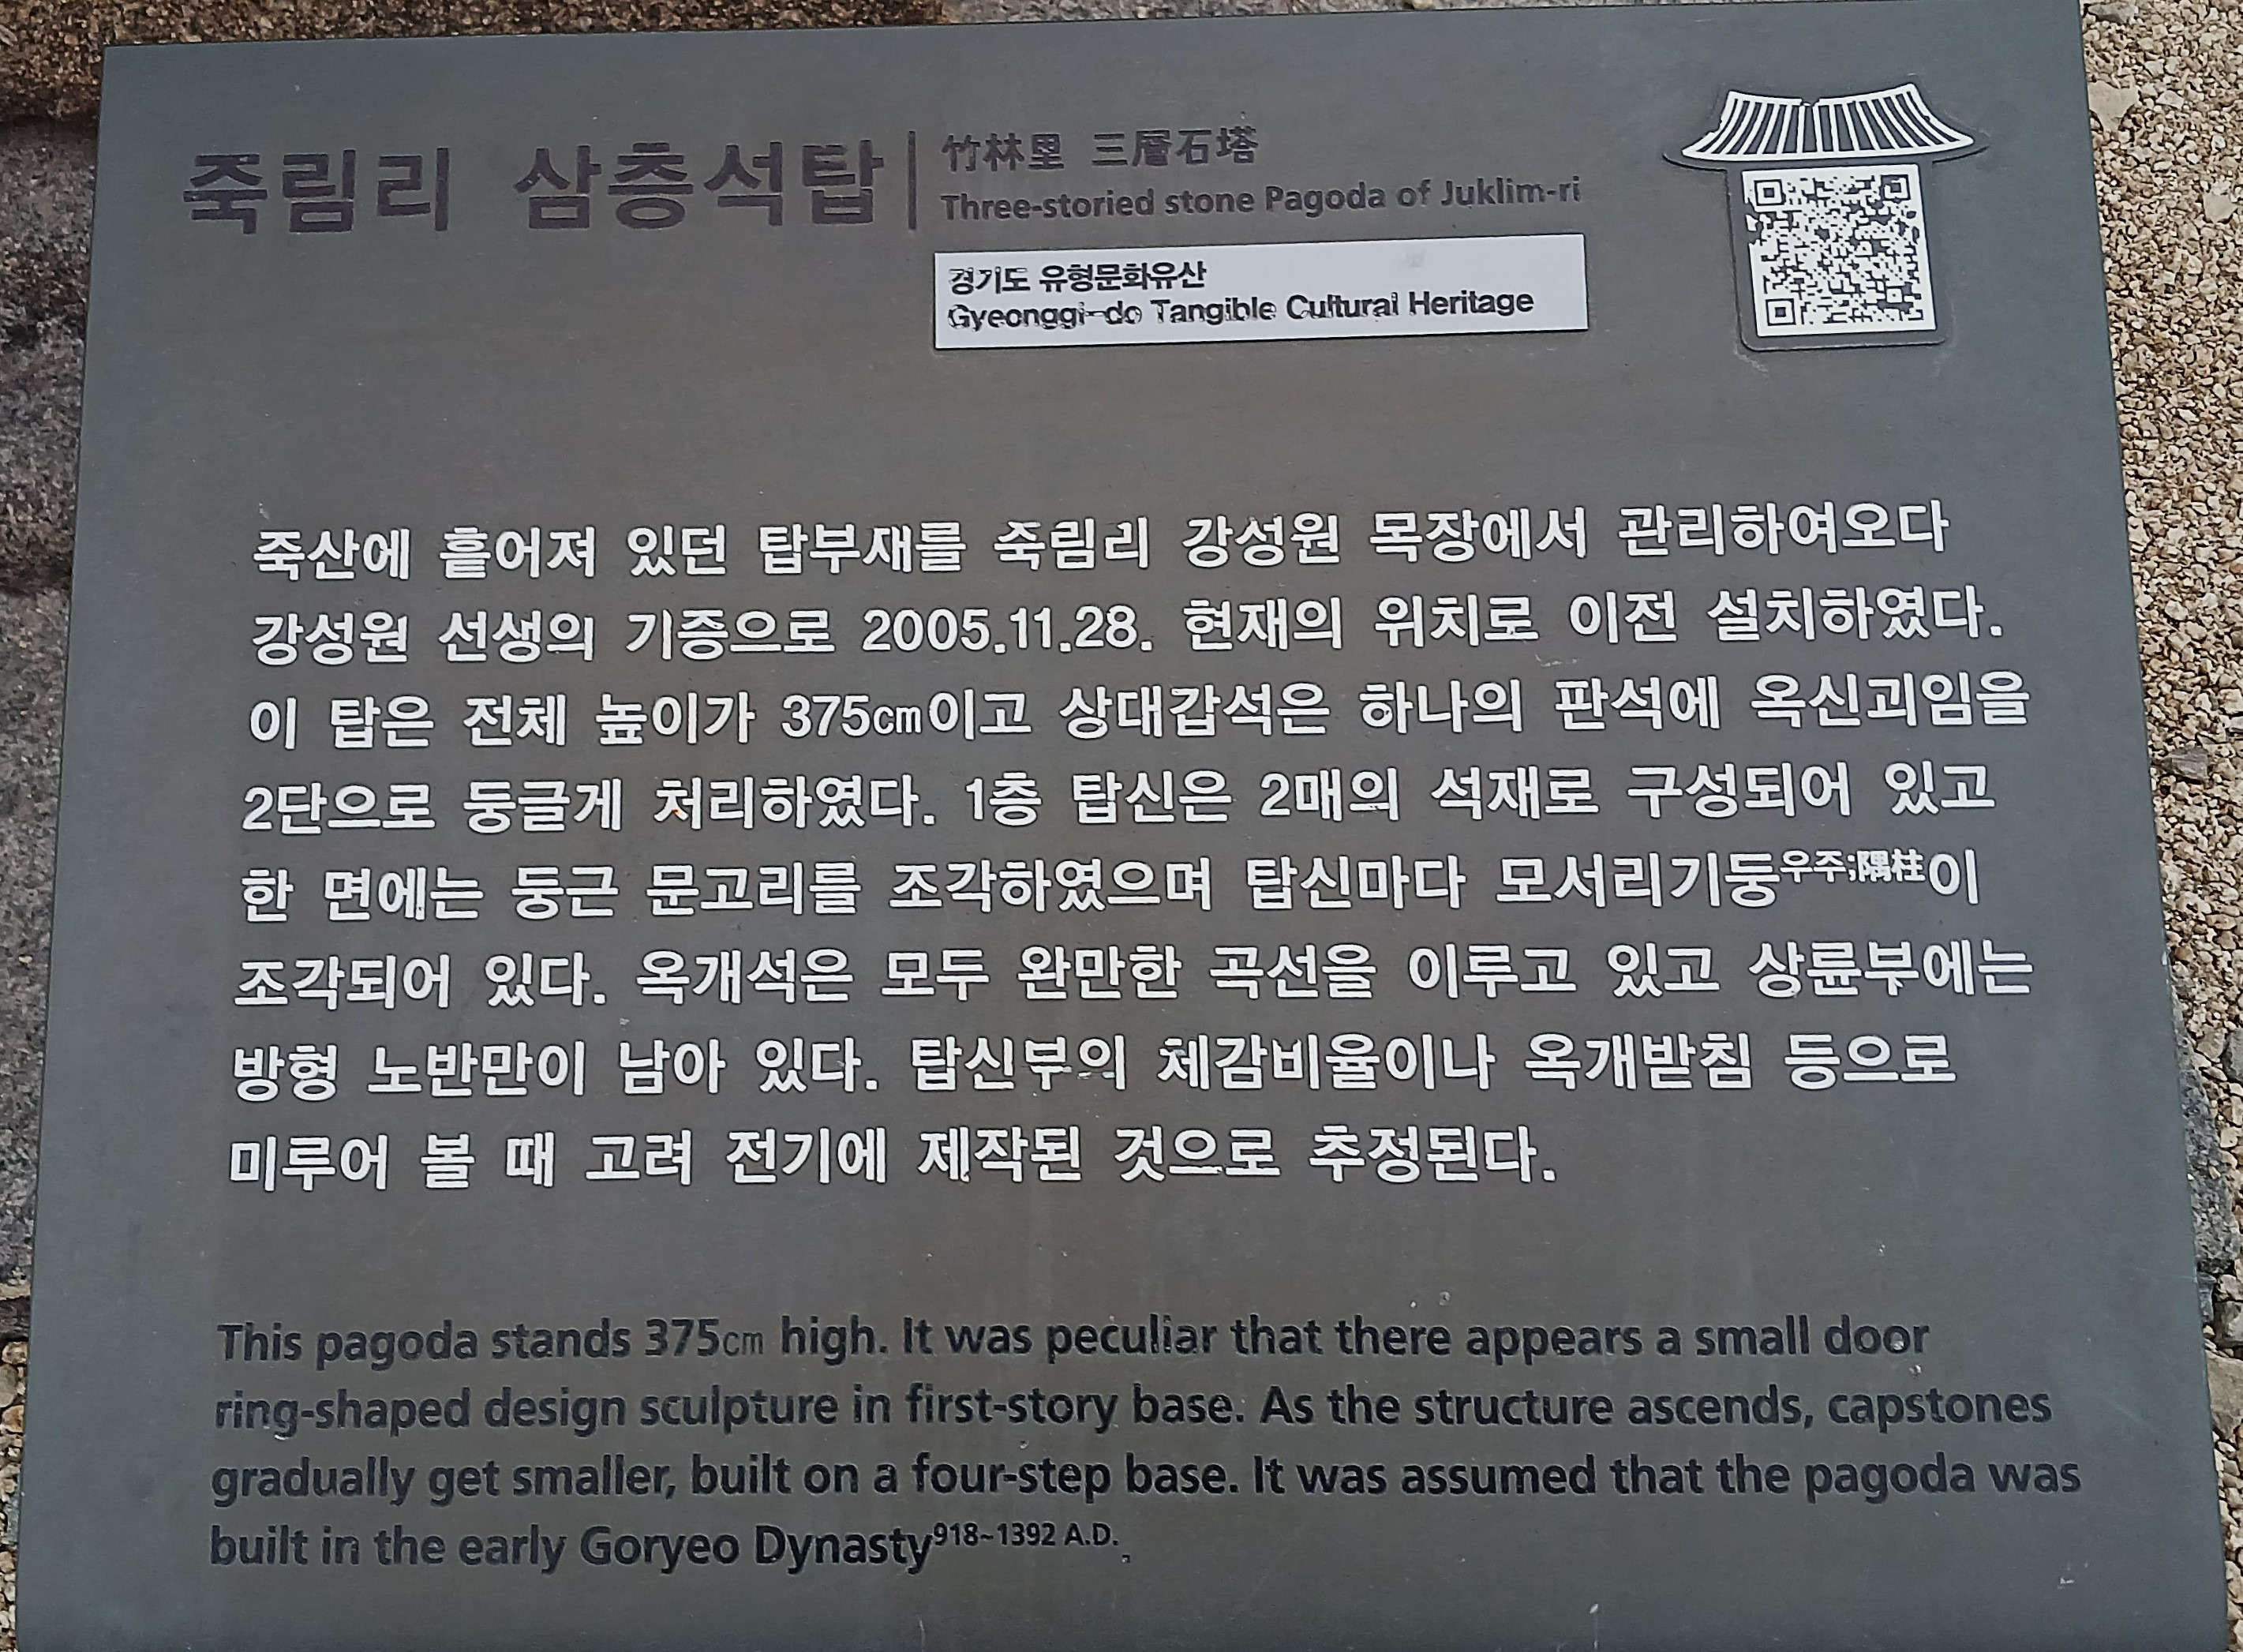 죽림리 삼층석탑
竹林里 三層石塔
Three-storied stone Pagoda of Juklim-ri
경기도 유형문화유산
Gyeonggi-do Tangible Cultural Heritage
죽산에 흩어져 있던 탑부재를 죽림리 강성원 목장에서 관리하여오다
강성원 선생의 기증으로 2005.11.28. 현재의 위치로 이전 설치하였다.
이 탑은 전체 높이가 375㎝이고 상대갑석은 하나의 판석에 옥신괴임을
2단으로 둥글게 처리하였다. 1층 탑신은 2매의 석재로 구성되어 있고
한 면에는 둥근 문고리를 조각하였으며 탑신마다 모서리기둥우주;隅柱이
조각되어 있다. 옥개석은 모두 완만한 곡선을 이루고 있고 상륜부에는
방형 노반만이 남아 있다. 탑신부의 체감비율이나 옥개받침 등으로
미루어 볼 때 고려 전기에 제작된 것으로 추정된다.
This pagoda stands 375㎝ high. It was peculiar that there appears a small door
ring-shaped design sculpture in first-story base. As the structure ascends, capstones
gradually get smaller, built on a four-step base. It was assumed that the pagoda was
built in the early Goryeo Dynasty918~1392 A.D..